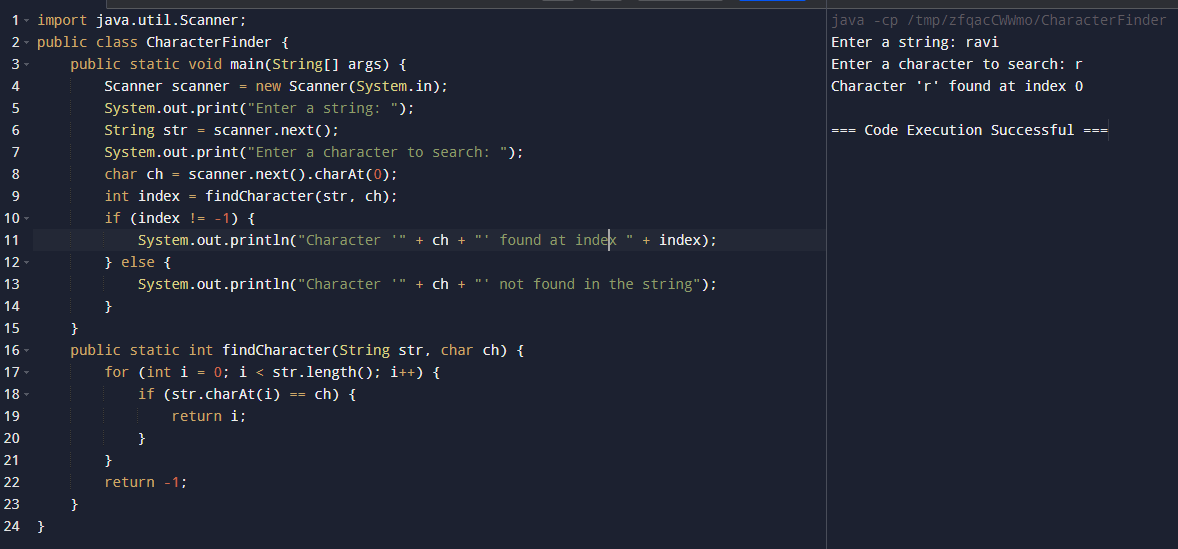 1 import java.util.Scanner;
2 public class CharacterFinder {
3     public static void main(String[] args) {
4         Scanner scanner = new Scanner(System.in);
5         System.out.print("Enter a string: ");
6         String str = scanner.next();
7         System.out.print("Enter a character to search: ");
8         char ch = scanner.next().charAt(0);
9         int index = findCharacter(str, ch);
10         if (index != -1) {
11             System.out.println("Character '" + ch + "' found at index " + index);
12         } else {
13             System.out.println("Character '" + ch + "' not found in the string");
14         }
15     }
16     public static int findCharacter(String str, char ch) {
17         for (int i = 0; i < str.length(); i++) {
18             if (str.charAt(i) == ch) {
19                 return i;
20             }
21         }
22         return -1;
23     }
24 }
java -cp /tmp/zfqacCWWmo/CharacterFinder
Enter a string: ravi
Enter a character to search: r
Character 'r' found at index 0
=== Code Execution Successful ===